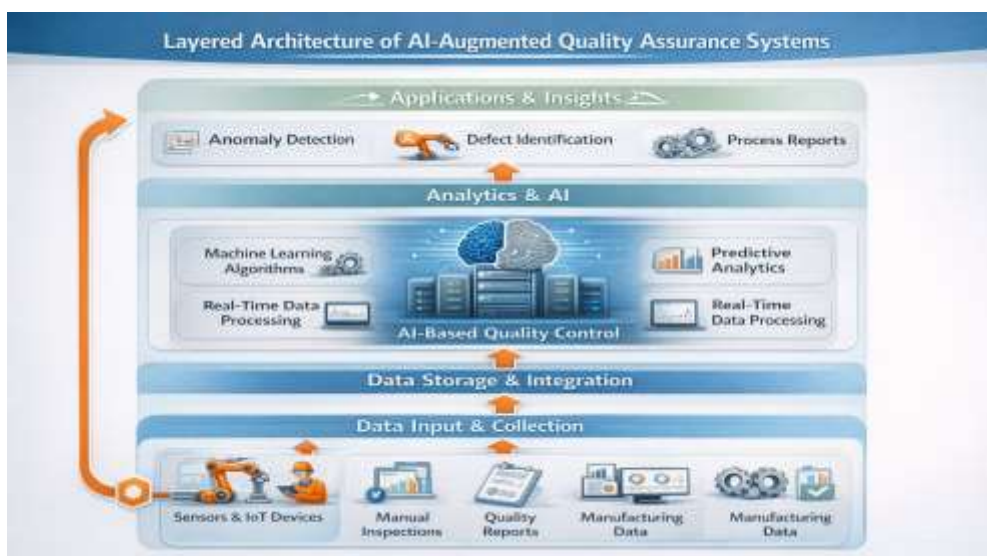 Layered Architecture of AI-Augmented Quality Assurance Systems
Applications & Insights
Anomaly Detection
Defect Identification
Process Reports
Analytics & AI
Machine Learning
Algorithms
Predictive
Analytics
Real-Time Data
Processing
Real-Time
Data Processing
AI-Based Quality Control
Data Storage & Integration
Data Input & Collection
Sensors & IoT Devices
Manual
Inspections
Quality
Reports
Manufacturing
Data
Manufacturing
Data